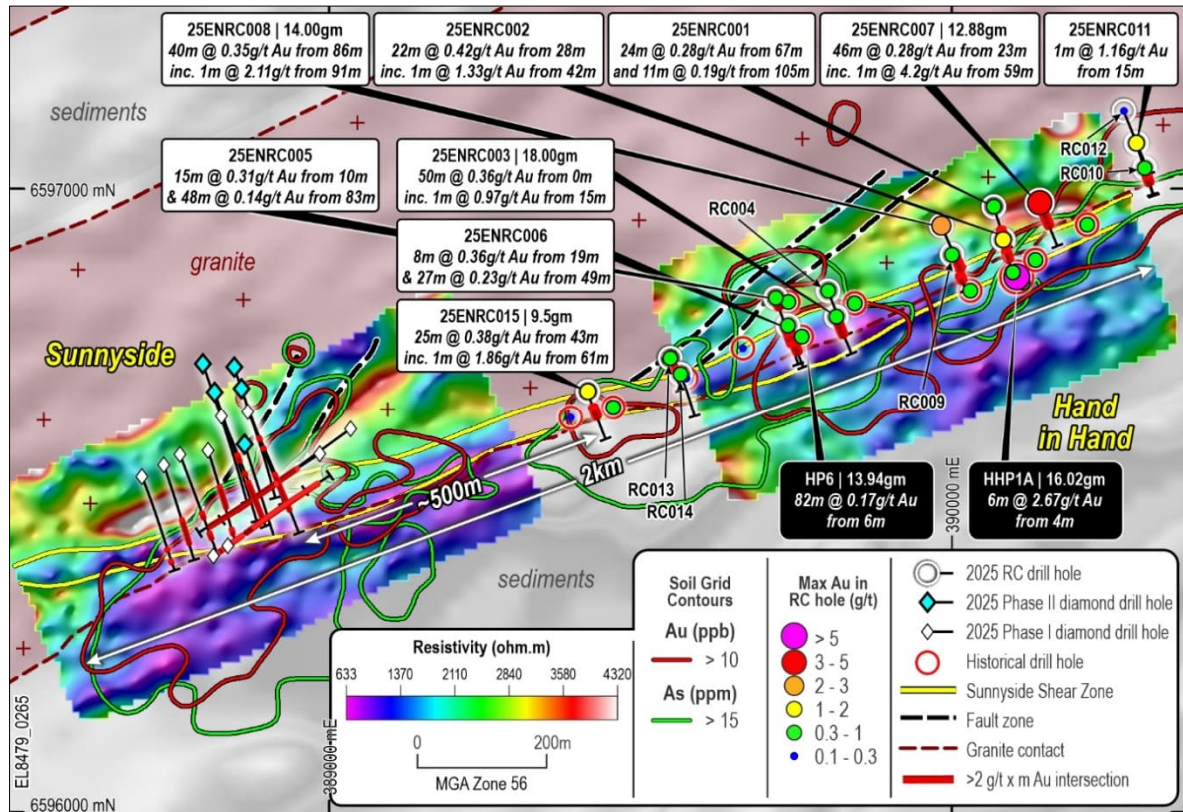 25ENRC008 | 14.00gm
40m @ 0.35g/t Au from 86m
inc. 1m @ 2.11g/t from 91m
25ENRC002
22m @ 0.42g/t Au from 28m
inc. 1m @ 1.33g/t Au from 42m
25ENRC001
24m @ 0.28g/t Au from 67m
and 11m @ 0.19g/t Au from 105m
25ENRC007 | 12.88gm
46m @ 0.28g/t Au from 23m
inc. 1m @ 4.2g/t Au from 59m
25ENRC011
1m @ 1.16g/t Au
from 15m
sediments
25ENRC005
15m @ 0.31g/t Au from 10m
& 48m @ 0.14g/t Au from 83m
25ENRC003 | 18.00gm
50m @ 0.36g/t Au from 0m
inc. 1m @ 0.97g/t Au from 15m
RC012
RC010
6597000 mN
RC004
granite
25ENRC006
8m @ 0.36g/t Au from 19m
& 27m @ 0.23g/t Au from 49m
25ENRC015 | 9.5gm
25m @ 0.38g/t Au from 43m
inc. 1m @ 1.86g/t Au from 61m
Sunnyside
RC009
Hand
in Hand
~500m
2km
RC013
RC014
HP6 | 13.94gm
82m @ 0.17g/t Au
from 6m
HHP1A | 16.02gm
6m @ 2.67g/t Au
from 4m
390000 mE
sediments
Resistivity (ohm.m)
633 1370 2110 2840 3580 4320
0 200m
MGA Zone 56
Soil Grid
Contours
Au (ppb)
> 10
As (ppm)
> 15
Max Au in
RC hole (g/t)
> 5
3 - 5
2 - 3
1 - 2
0.3 - 1
0.1 - 0.3
2025 RC drill hole
2025 Phase II diamond drill hole
2025 Phase I diamond drill hole
Historical drill hole
Sunnyside Shear Zone
Fault zone
Granite contact
>2 g/t x m Au intersection
EL8479_0265
389000 mE
6596000 mN